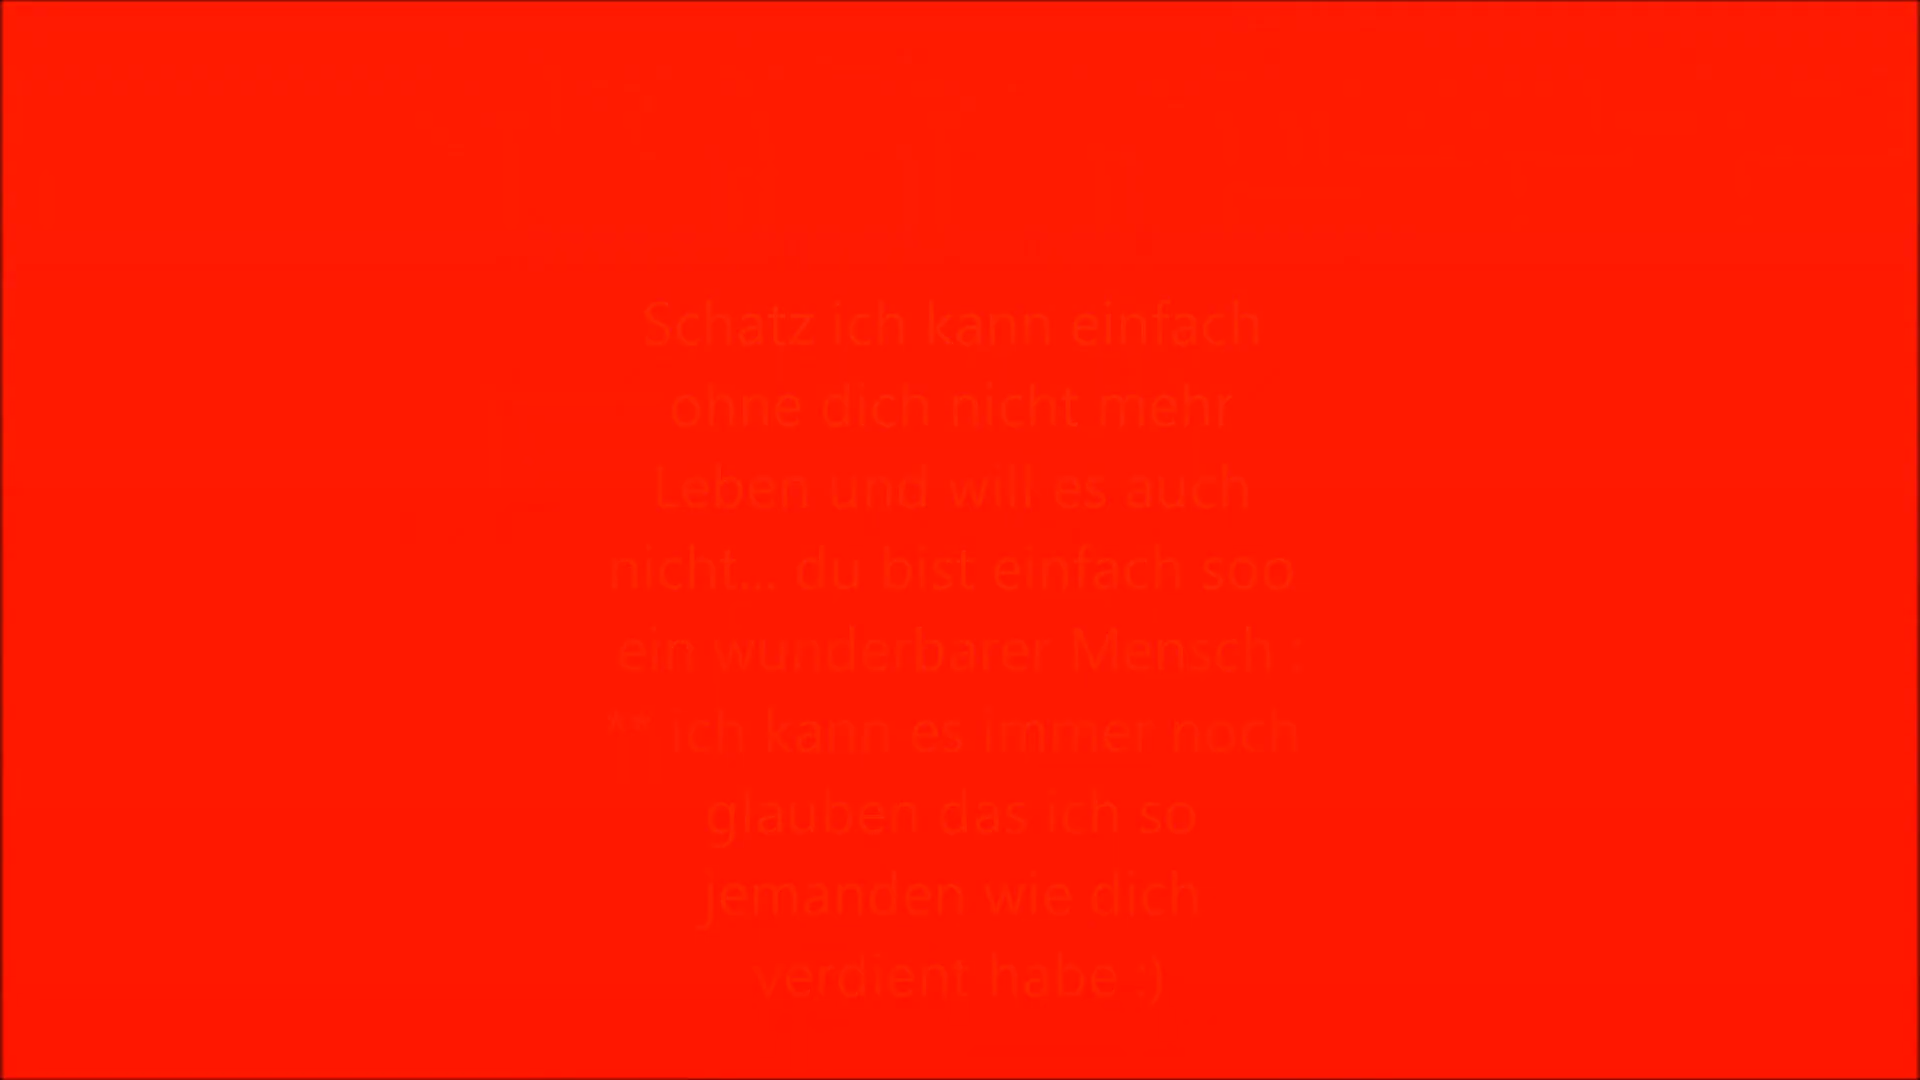 Schatz ich kann einfach
ohne dich nicht mehr
Leben und will es auch
nicht... du bist einfach soo
ein wunderbarer Mensch :
** ich kann es immer noch
glauben das ich so
jemanden wie dich
verdient habe :)